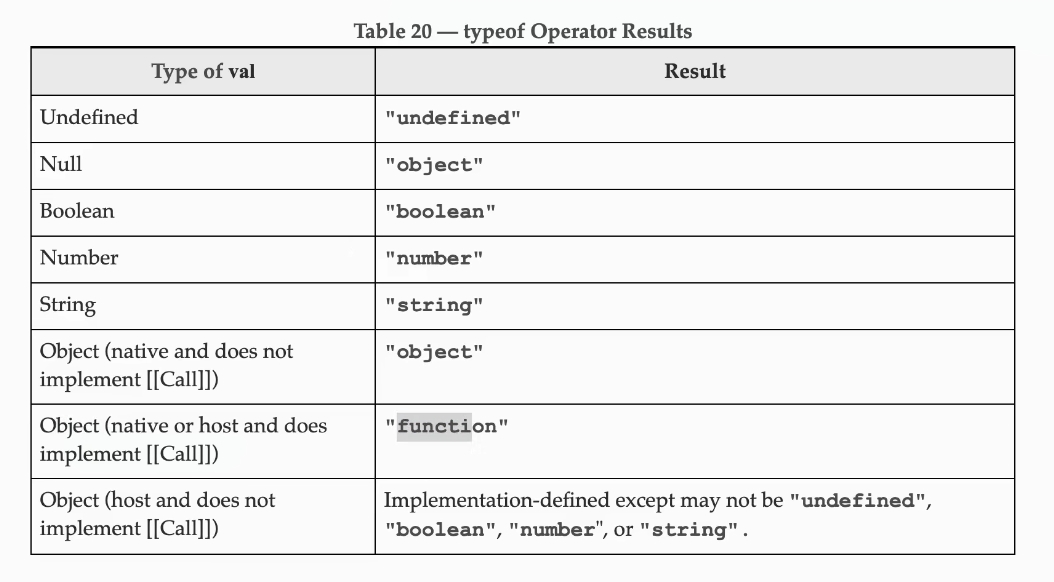 Table 20 — typeof Operator Results
Type of val
Result
Undefined
"undefined"
Null
"object"
Boolean
"boolean"
Number
"number"
String
"string"
Object (native and does not
implement [[Call]])
"object"
Object (native or host and does
implement [[Call]])
"function"
Object (host and does not
implement [[Call]])
Implementation-defined except may not be "undefined",
"boolean", "number", or "string".